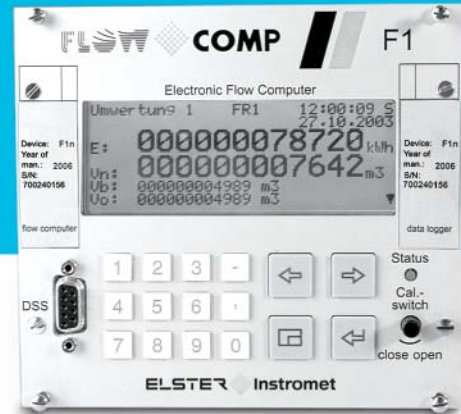 FLOW COMP F1
Electronic Flow Computer
Umwertung 1 FR1 12:00:09 S
27.10.2003
E: 000000078720 kWh
Vn: 000000007642 m3
Vb: 000000004989 m3
Vo: 000000004989 m3
Device: F1n
Year of
man.: 2006
S/N:
700240156
flow computer
Device: F1n
Year of
man.: 2006
S/N:
700240156
data logger
DSS
1 2 3 -
4 5 6 ,
7 8 9 0
Status
Cal.-
switch
close open
ELSTER Instromet